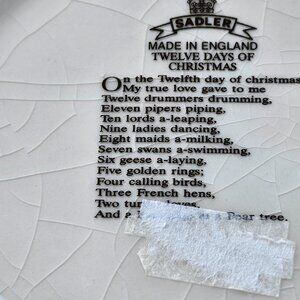 SADLER
MADE IN ENGLAND
TWELVE DAYS OF
CHRISTMAS
On the Twelfth day of christmas
My true love gave to me
Twelve drummers drumming,
Eleven pipers piping,
Ten lords a-leaping,
Nine ladies dancing,
Eight maids a-milking,
Seven swans a-swimming,
Six geese a-laying,
Five golden rings;
Four calling birds,
Three French hens,
Two loves,
And a Pear tree.